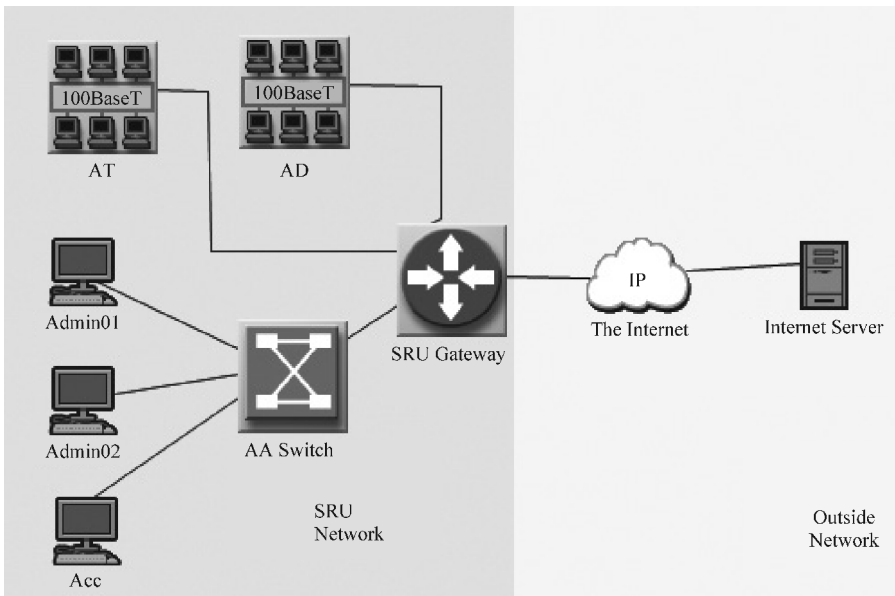 100BaseT
AT
100BaseT
AD
Admin01
Admin02
Acc
AA Switch
SRU Gateway
IP
The Internet
Internet Server
SRU
Network
Outside
Network